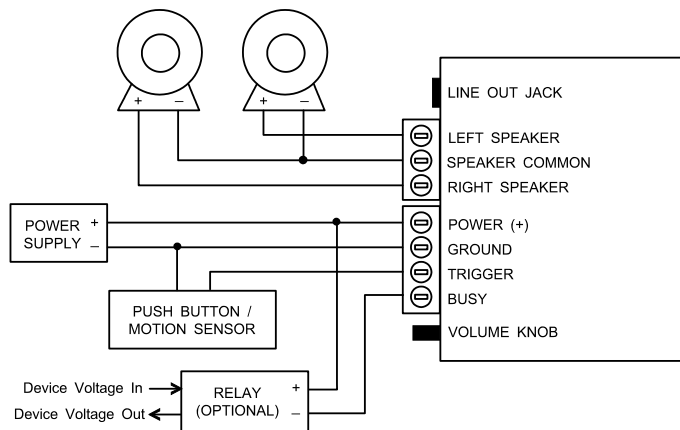 + – + –
LINE OUT JACK
LEFT SPEAKER
SPEAKER COMMON
RIGHT SPEAKER
POWER SUPPLY
+
–
POWER (+)
GROUND
TRIGGER
BUSY
PUSH BUTTON /
MOTION SENSOR
VOLUME KNOB
Device Voltage In
Device Voltage Out
RELAY
(OPTIONAL)
+
–